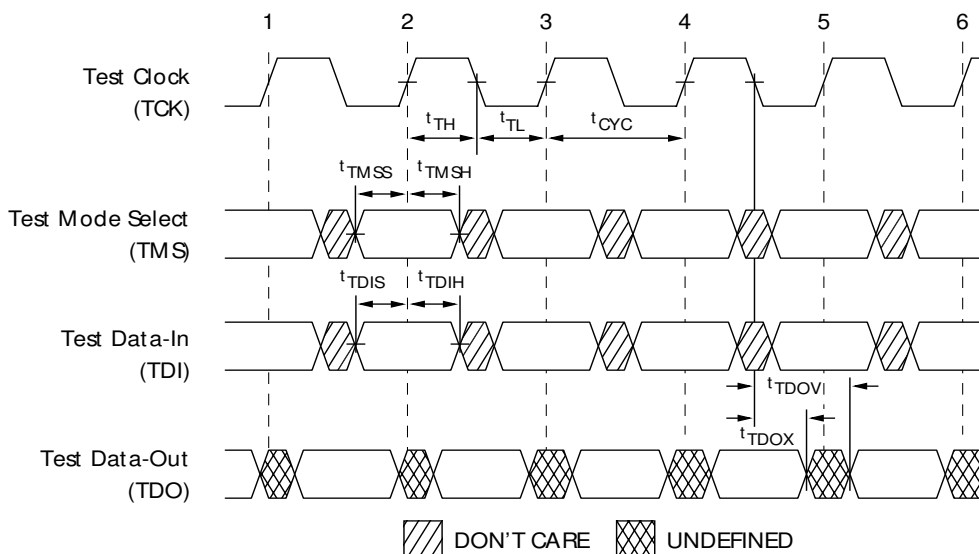 1 2 3 4 5 6
Test Clock
(TCK)
tTH tTL tCYC
tTMSS tTMSH
Test Mode Select
(TMS)
tTDIS tTDIH
Test Data-In
(TDI)
tTDOV
tTDOX
Test Data-Out
(TDO)
DON'T CARE UNDEFINED